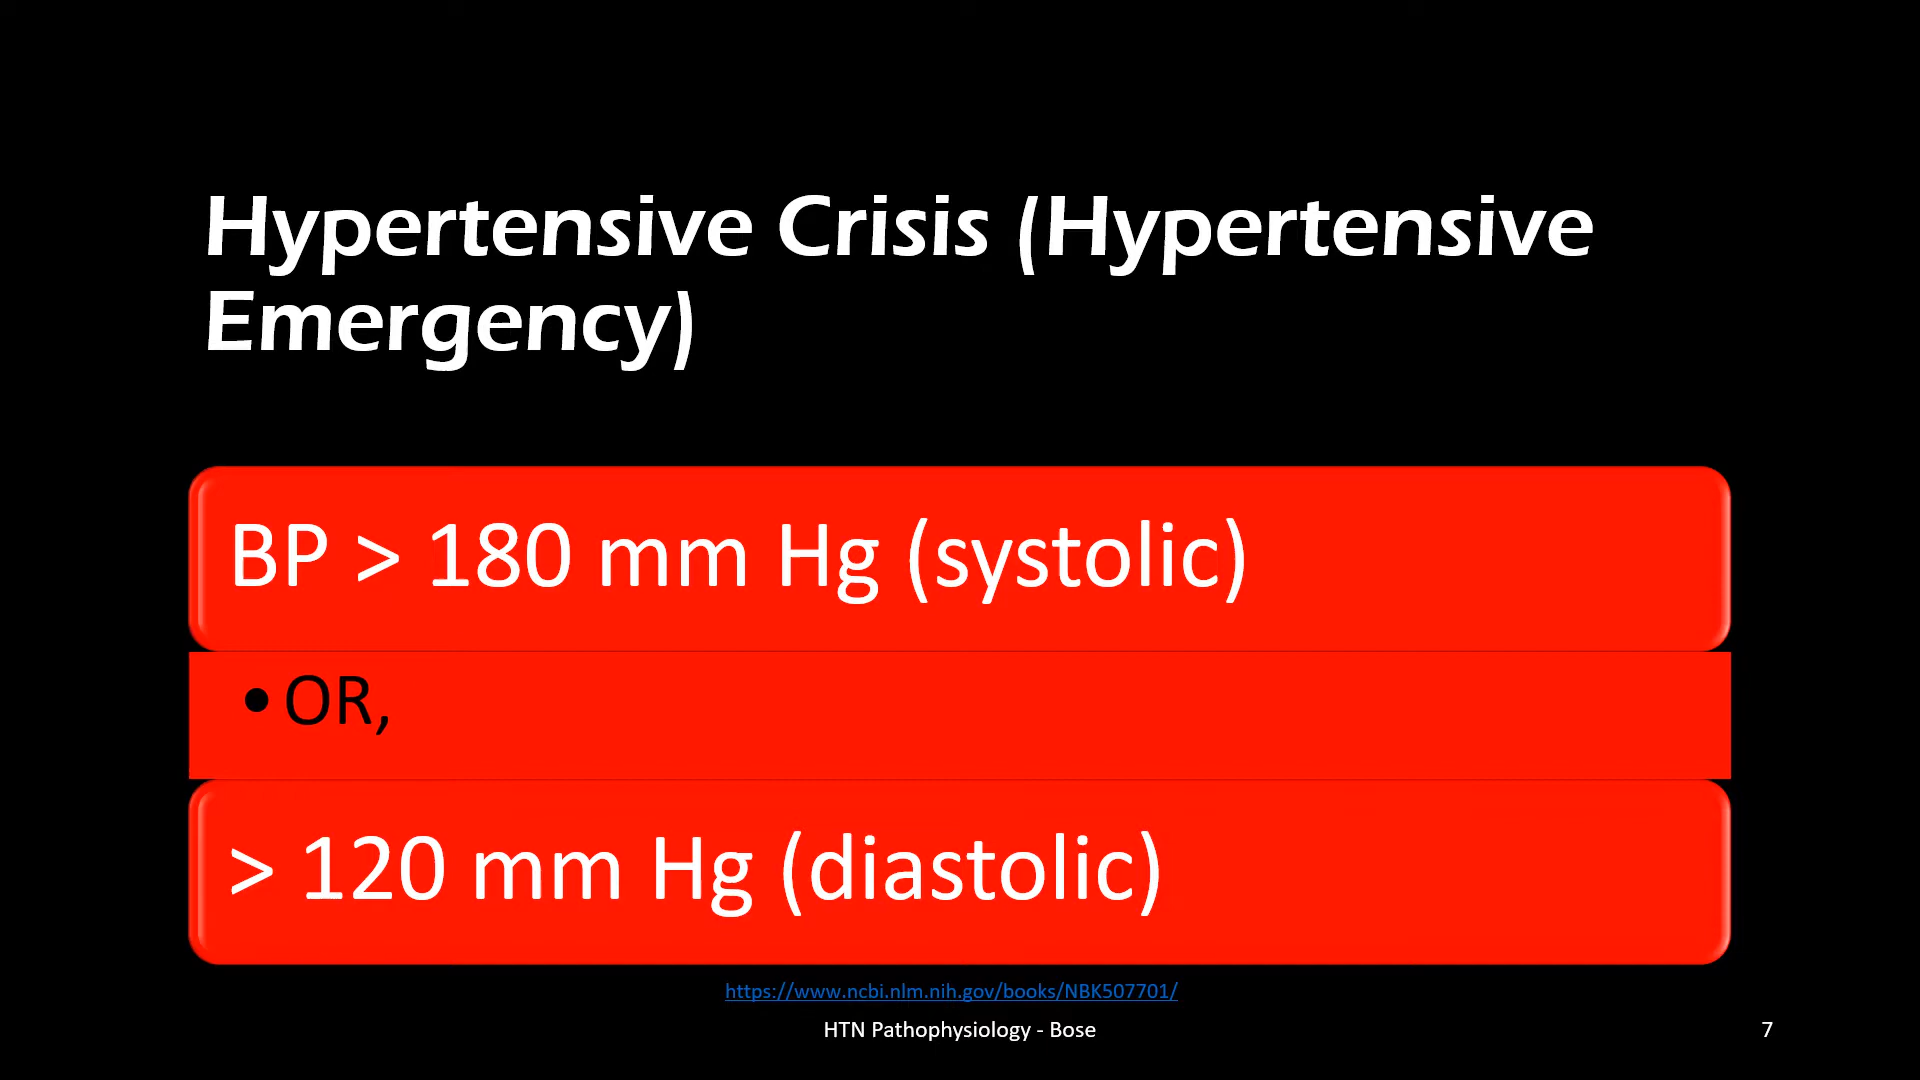 Hypertensive Crisis (Hypertensive
Emergency)
BP > 180 mm Hg (systolic)
•OR,
> 120 mm Hg (diastolic)
https://www.ncbi.nlm.nih.gov/books/NBK507701/
HTN Pathophysiology - Bose
7